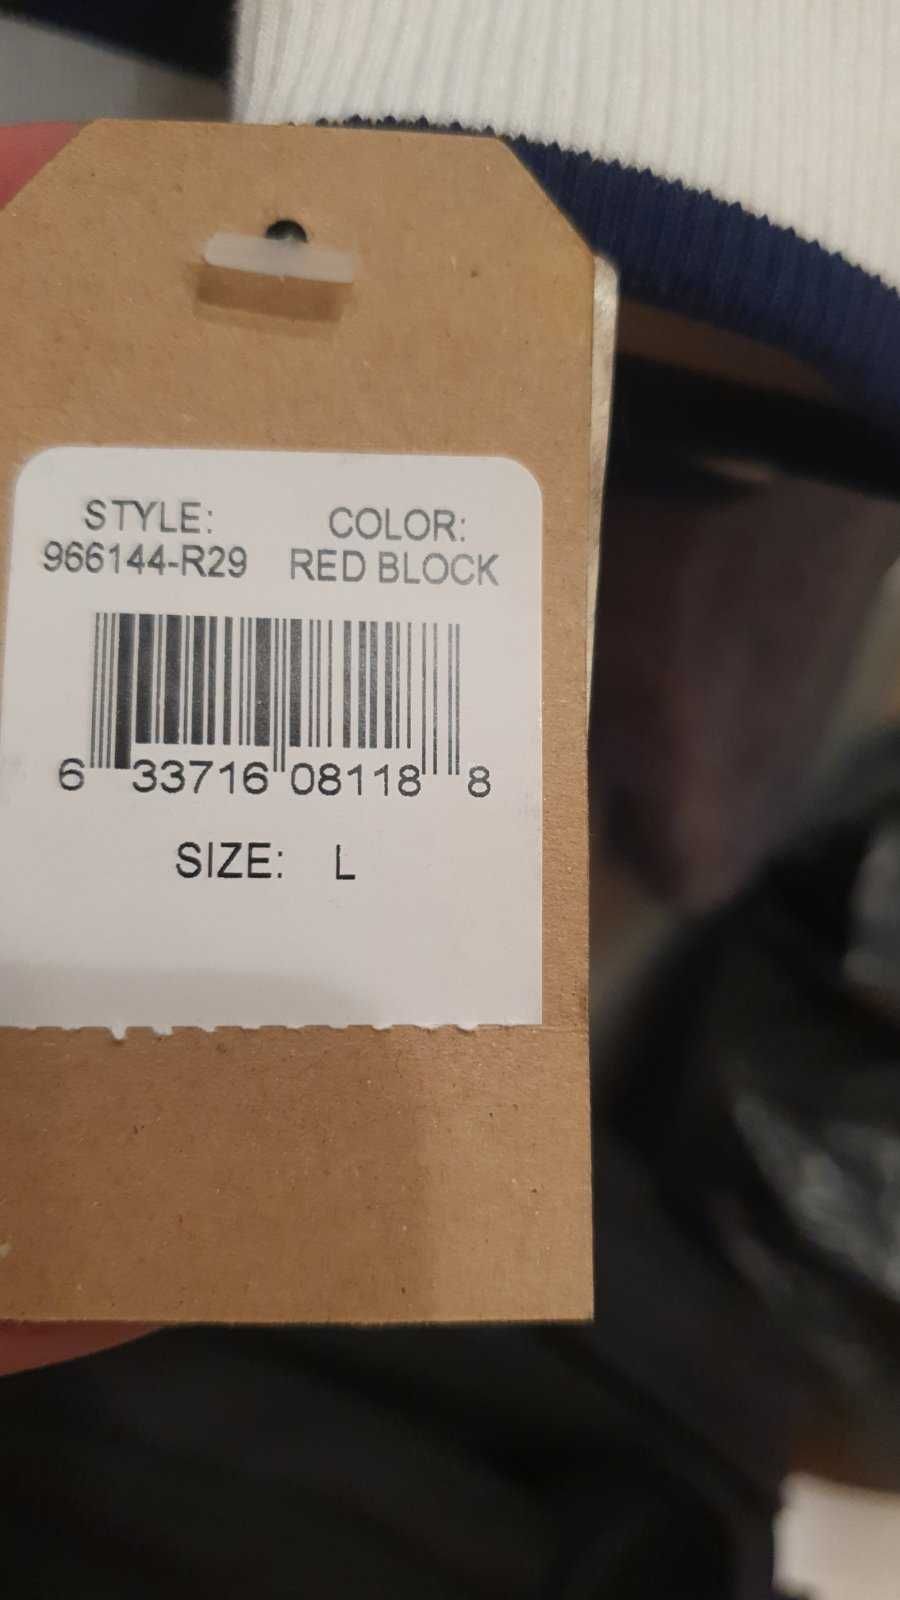 STYLE: COLOR:
966144-R29 RED BLOCK
6 33716 08118 8
SIZE: L